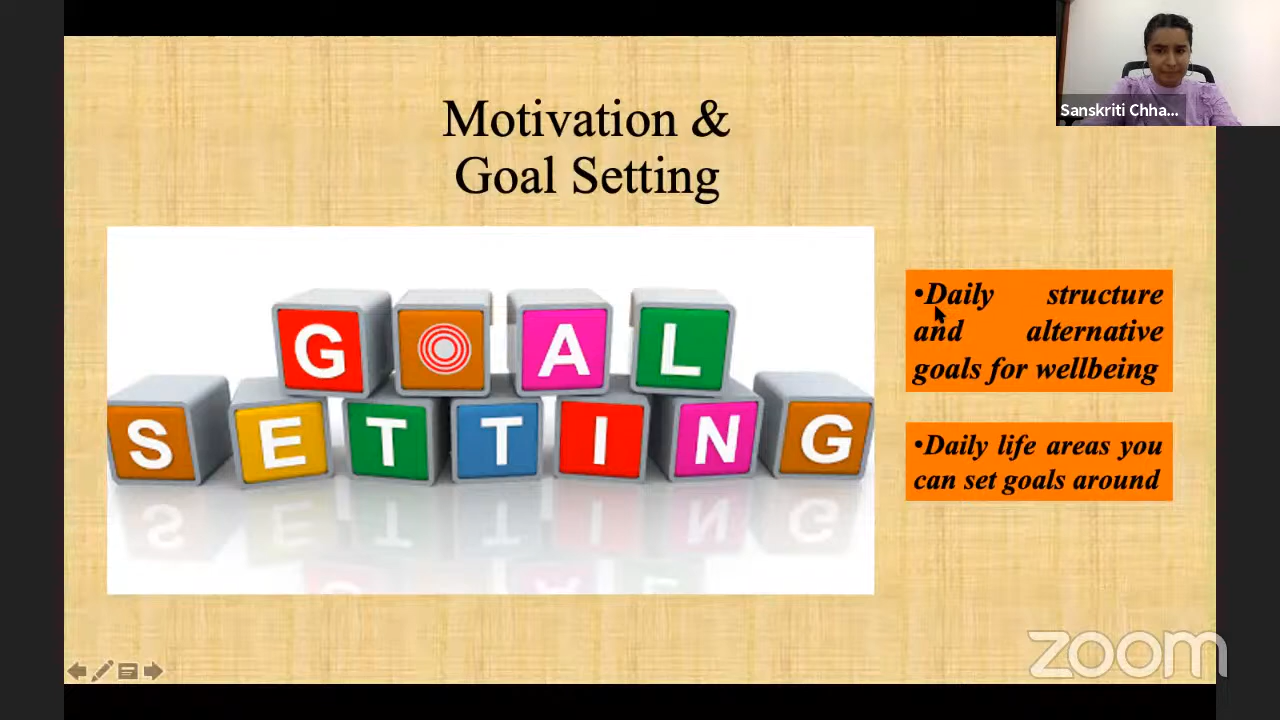 Sanskriti Chha...
Motivation &
Goal Setting
G A L
SETTING
•Daily structure
and alternative
goals for wellbeing
•Daily life areas you
can set goals around
zoom